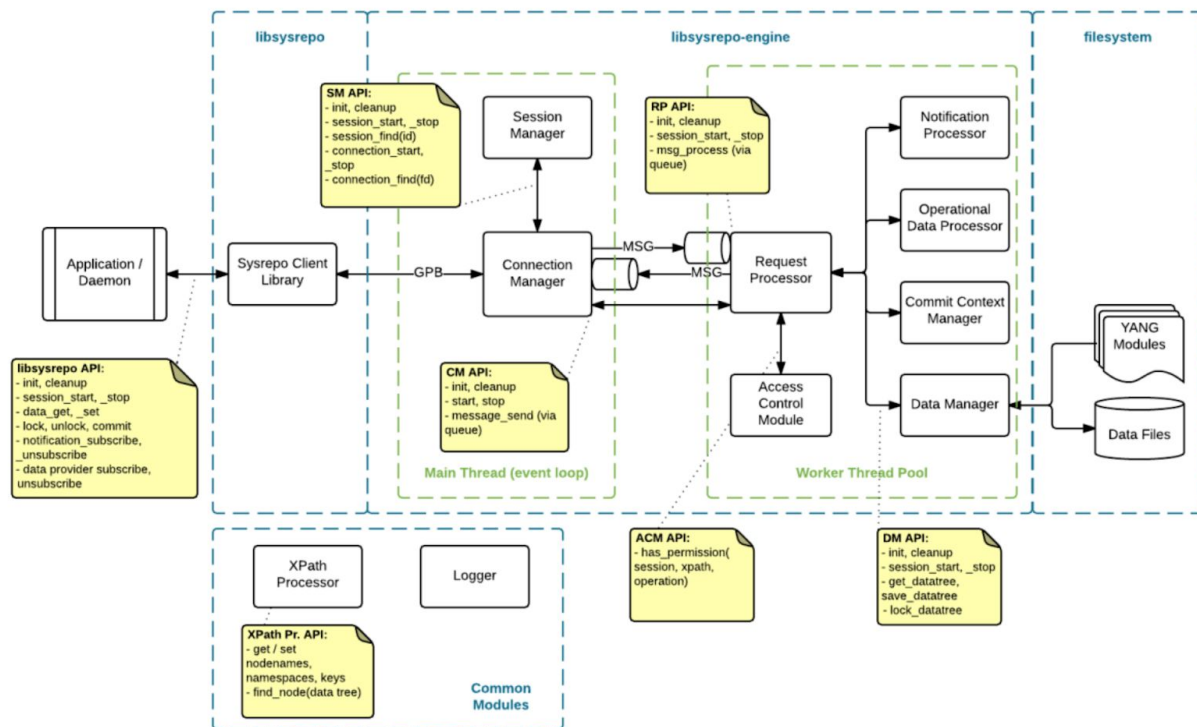 libsysrepo
libsysrepo-engine
filesystem
SM API:
- init, cleanup
- session_start, _stop
- session_find(id)
- connection_start,
_stop
- connection_find(fd)
Session
Manager
RP API:
- init, cleanup
- session_start, _stop
- msg_process (via
queue)
Notification
Processor
Operational
Data Processor
Application /
Daemon
Sysrepo Client
Library
GPB
Connection
Manager
MSG
MSG
Request
Processor
Commit Context
Manager
YANG
Modules
libsysrepo API:
- init, cleanup
- session_start, _stop
- data_get, _set
- lock, unlock, commit
- notification_subscribe,
_unsubscribe
- data provider subscribe,
unsubscribe
CM API:
- init, cleanup
- start, stop
- message_send (via
queue)
Access
Control
Module
Data Manager
Data Files
Main Thread (event loop)
Worker Thread Pool
XPath
Processor
Logger
ACM API:
- has_permission(
session, xpath,
operation)
DM API:
- init, cleanup
- session_start, _stop
- get_datatree,
save_datatree
- lock_datatree
XPath Pr. API:
- get / set
nodenames,
namespaces, keys
- find_node(data tree)
Common
Modules